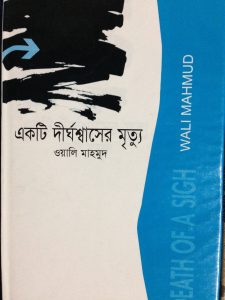 একটি দীর্ঘশ্বাসের মৃত্যু
ওয়ালি মাহমুদ
EATH OF A SIGH
WALI MAHMUD